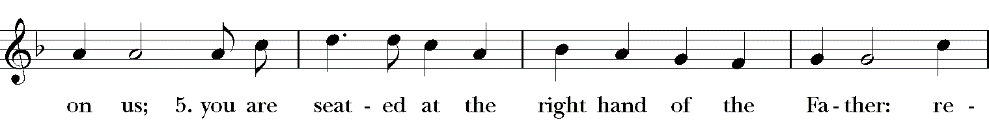 on us; 5. you are seat - ed at the right hand of the Fa - ther: re -